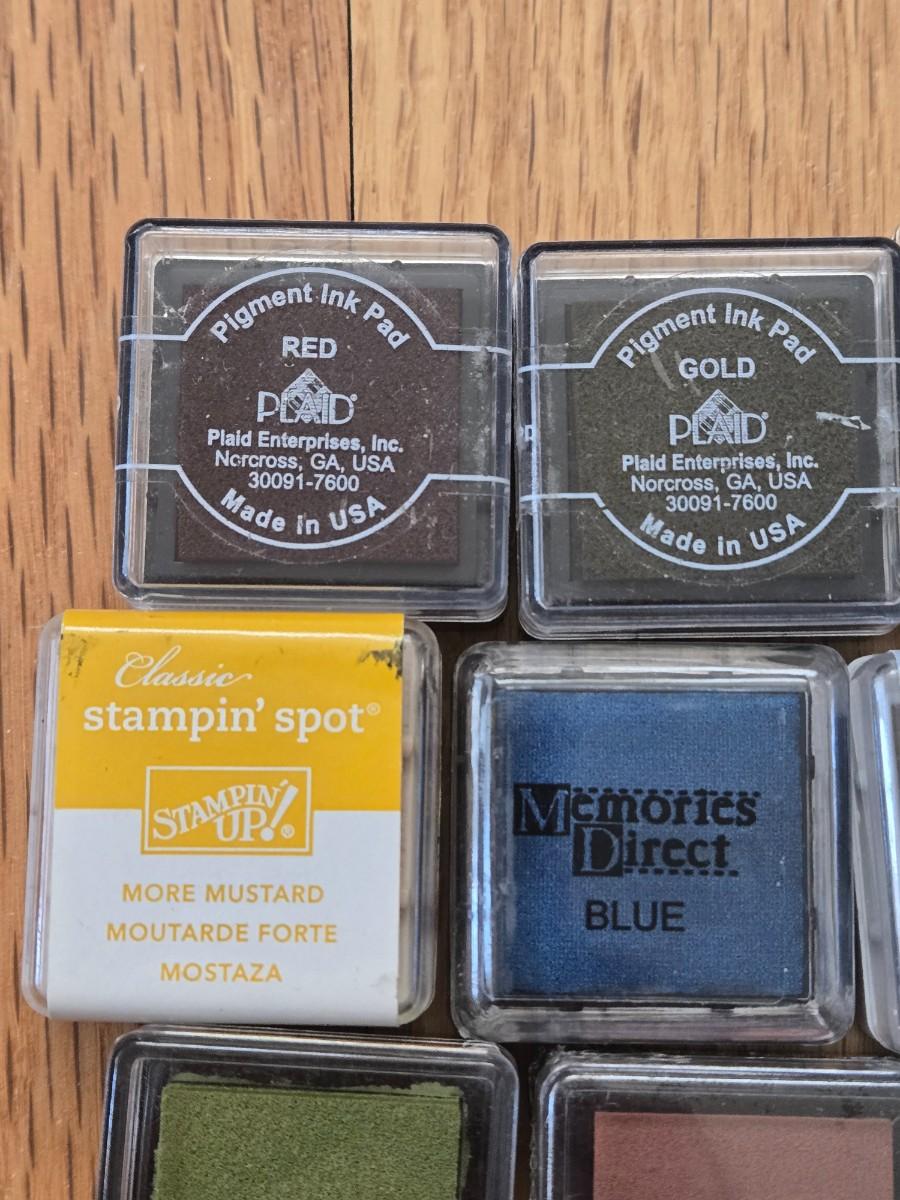 Pigment Ink Pad
RED
PLAID®
Plaid Enterprises, Inc.
Norcross, GA, USA
30091-7600
Made in USA
Pigment Ink Pad
GOLD
PLAID®
Plaid Enterprises, Inc.
Norcross, GA, USA
30091-7600
Made in USA
Classic
stampin' spot®
STAMPIN'
UP!®
MORE MUSTARD
MOUTARDE FORTE
MOSTAZA
Memories
Direct
BLUE